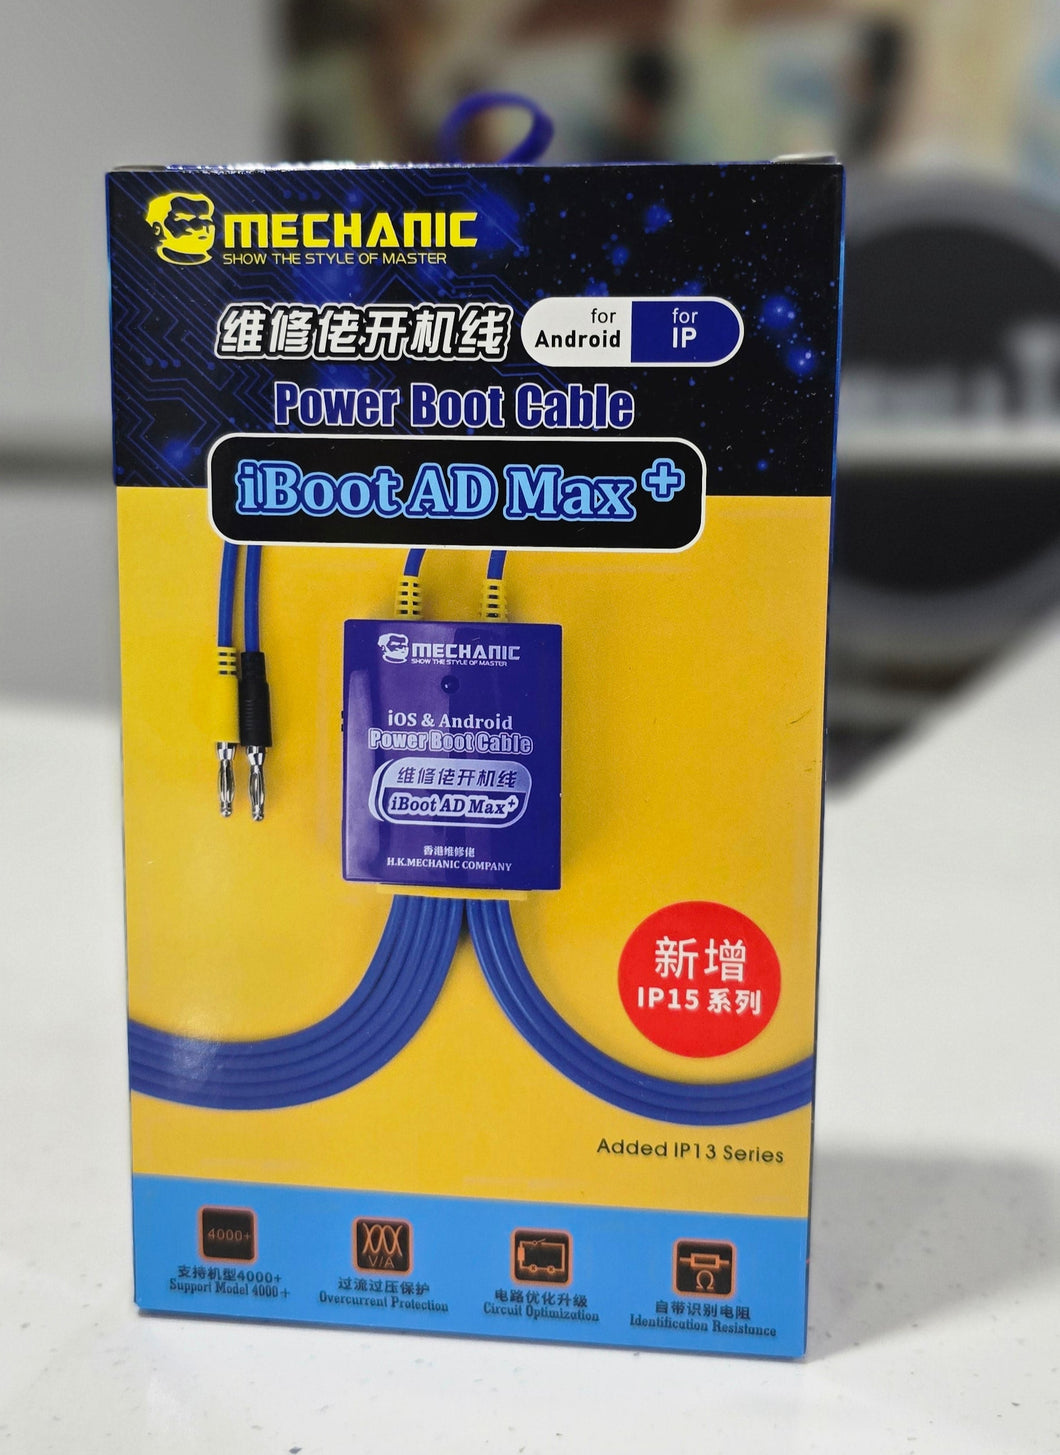 MECHANIC
SHOW THE STYLE OF MASTER
维修佬开机线
for Android
for IP
Power Boot Cable
iBoot AD Max+
MECHANIC
SHOW THE STYLE OF MASTER
iOS & Android
Power Boot Cable
维修佬开机线
iBoot AD Max+
香港维修佬
H.K.MECHANIC COMPANY
新增
IP15系列
Added IP13 Series
4000+
支持机型4000+
Support Model 4000+
V/A
过流过压保护
Overcurrent Protection
电路优化升级
Circuit Optimization
Ω
自带识别电阻
Identification Resistance